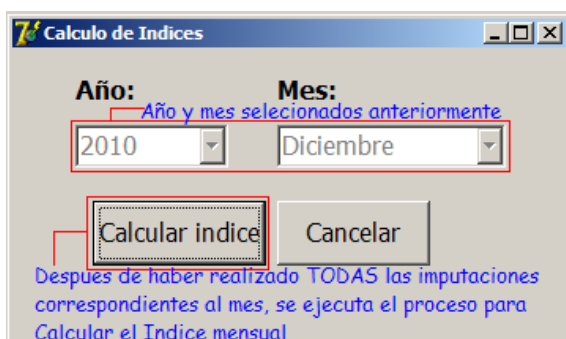 Calculo de Indices
Año: Mes:
Año y mes selecionados anteriormente
2010 Diciembre
Calcular indice Cancelar
Despues de haber realizado TODAS las imputaciones
correspondientes al mes, se ejecuta el proceso para
Calcular el Indice mensual